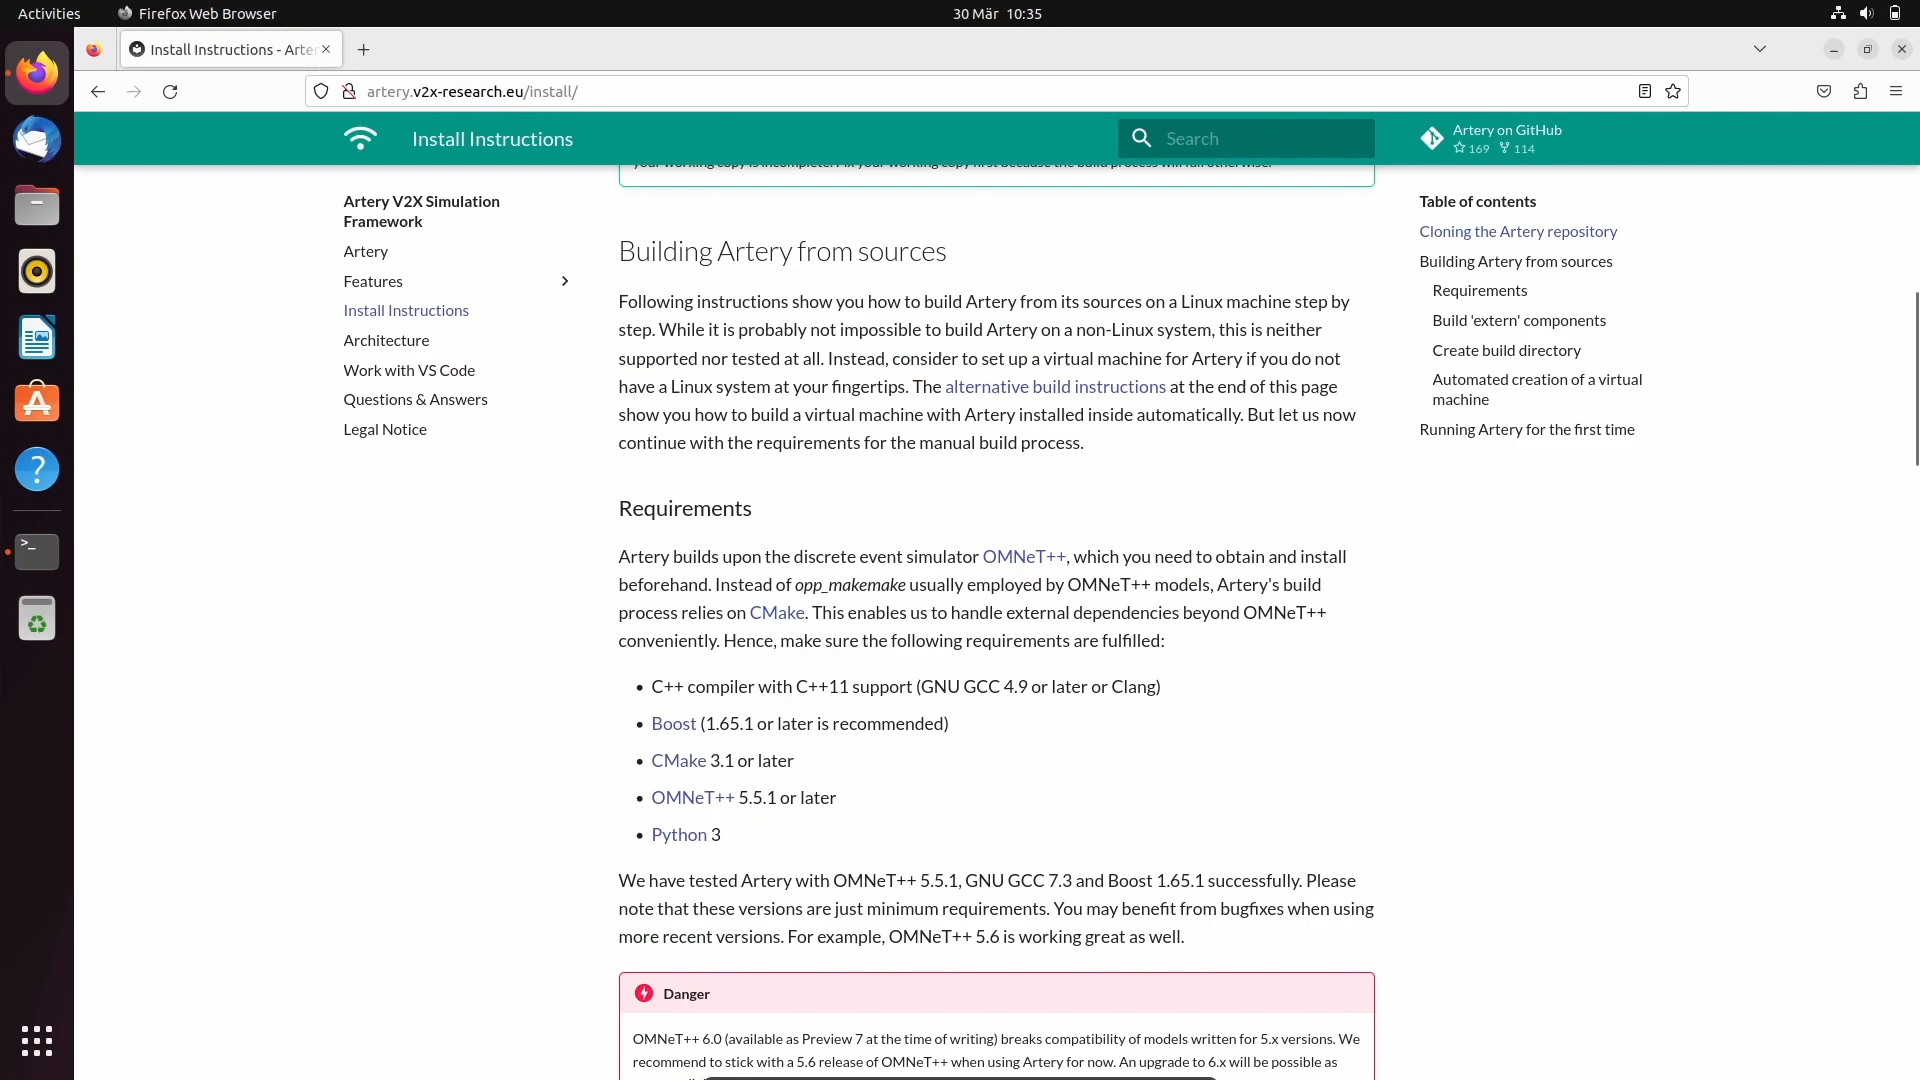 Activities
Firefox Web Browser
30 Mär 10:35
Install Instructions - Arte
artery.v2x-research.eu/install/
Install Instructions
Search
Artery on GitHub
169 114
Artery V2X Simulation
Framework
Artery
Features
Install Instructions
Architecture
Work with VS Code
Questions & Answers
Legal Notice
your working copy is incomplete. Fix your working copy first because the build process will fail otherwise.
Building Artery from sources
Following instructions show you how to build Artery from its sources on a Linux machine step by
step. While it is probably not impossible to build Artery on a non-Linux system, this is neither
supported nor tested at all. Instead, consider to set up a virtual machine for Artery if you do not
have a Linux system at your fingertips. The alternative build instructions at the end of this page
show you how to build a virtual machine with Artery installed inside automatically. But let us now
continue with the requirements for the manual build process.
Requirements
Artery builds upon the discrete event simulator OMNeT++, which you need to obtain and install
beforehand. Instead of opp_makemake usually employed by OMNeT++ models, Artery's build
process relies on CMake. This enables us to handle external dependencies beyond OMNeT++
conveniently. Hence, make sure the following requirements are fulfilled:
• C++ compiler with C++11 support (GNU GCC 4.9 or later or Clang)
• Boost (1.65.1 or later is recommended)
• CMake 3.1 or later
• OMNeT++ 5.5.1 or later
• Python 3
We have tested Artery with OMNeT++ 5.5.1, GNU GCC 7.3 and Boost 1.65.1 successfully. Please
note that these versions are just minimum requirements. You may benefit from bugfixes when using
more recent versions. For example, OMNeT++ 5.6 is working great as well.
Danger
OMNeT++ 6.0 (available as Preview 7 at the time of writing) breaks compatibility of models written for 5.x versions. We
recommend to stick with a 5.6 release of OMNeT++ when using Artery for now. An upgrade to 6.x will be possible as
Table of contents
Cloning the Artery repository
Building Artery from sources
Requirements
Build 'extern' components
Create build directory
Automated creation of a virtual
machine
Running Artery for the first time